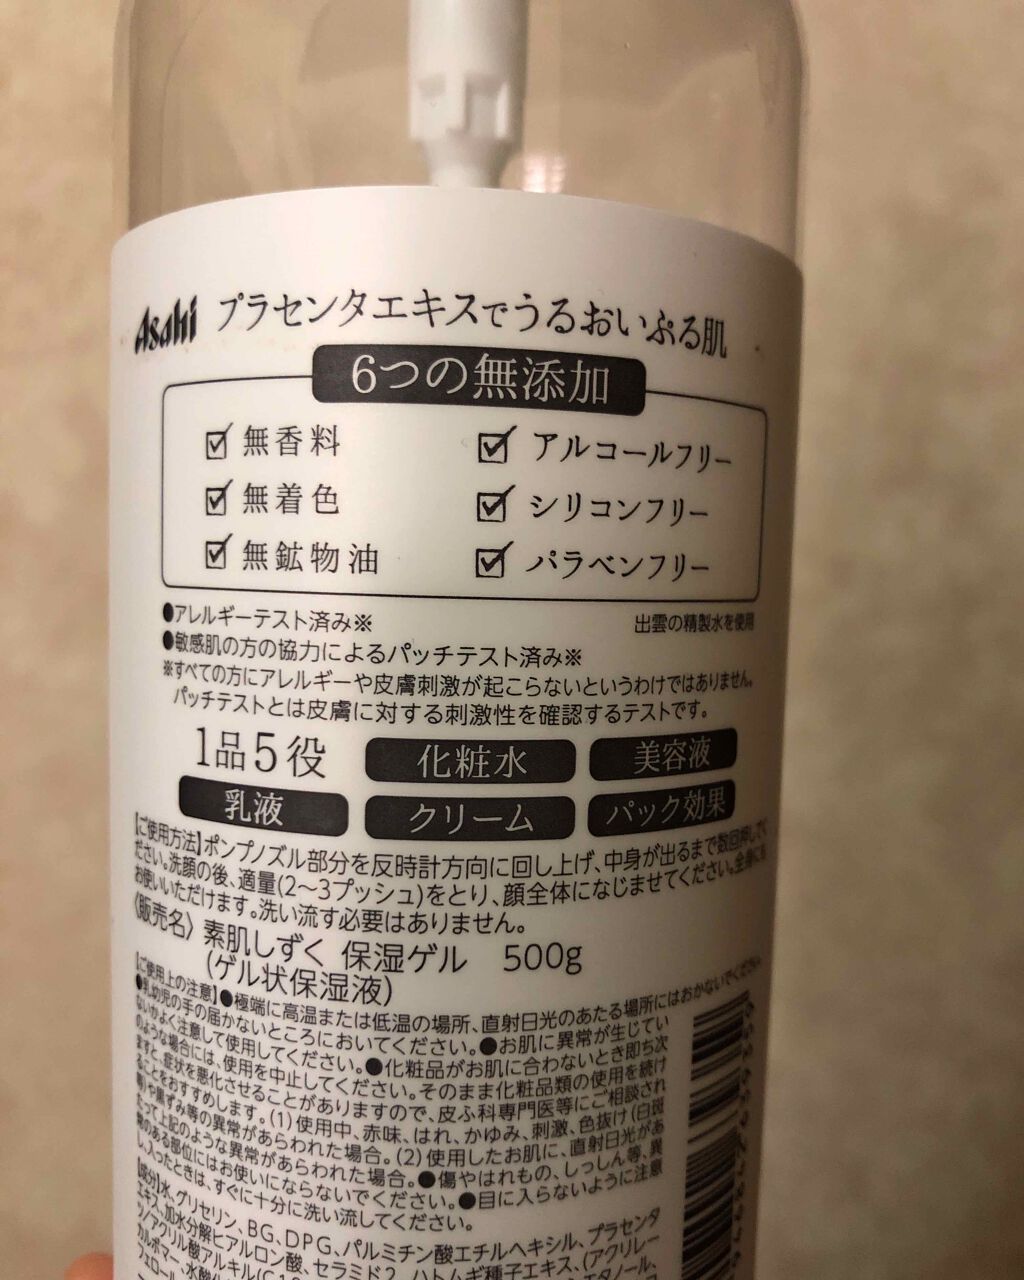 Asahi プラセンタエキスでうるおいぷる肌
6つの無添加
☑無香料 ☑アルコールフリー
☑無着色 ☑シリコンフリー
☑無鉱物油 ☑パラベンフリー
●アレルギーテスト済み※ 出雲の精製水を使用
●敏感肌の方の協力によるパッチテスト済み※
※すべての方にアレルギーや皮膚刺激が起こらないというわけではありません。
パッチテストとは皮膚に対する刺激性を確認するテストです。
1品5役 化粧水 美容液
乳液 クリーム パック効果
【ご使用方法】ポンプノズル部分を反時計方向に回し上げ、中身が出るまで数回押してく
ださい。洗顔の後、適量(2～3プッシュ)をとり、顔全体になじませてください。全身にも
お使いいただけます。洗い流す必要はありません。
〈販売名〉素肌しずく 保湿ゲル 500g
(ゲル状保湿液)
【ご使用上の注意】●極端に高温または低温の場所、直射日光のあたる場所にはおかないでください。
●乳幼児の手の届かないところにおいてください。●お肌に異常が生じてい
ないかよく注意して使用してください。●化粧品がお肌に合わないとき即ち次
のような場合には、使用を中止してください。そのまま化粧品類の使用を続け
ますと、症状を悪化させることがありますので、皮ふ科専門医等にご相談され
ることをおすすめします。(1)使用中、赤味、はれ、かゆみ、刺激、色抜け(白斑
等)や黒ずみ等の異常があらわれた場合。(2)使用したお肌に、直射日光があ
たって上記のような異常があらわれた場合。●傷やはれもの、しっしん等、異
常のある部位にはお使いにならないでください。●目に入らないように注意
し、入ったときは、すぐに十分に洗い流してください。
【成分】水、グリセリン、BG、DPG、パルミチン酸エチルヘキシル、プラセンタ
エキス、加水分解ヒアルロン酸、セラミド2、ハトムギ種子エキス、(アクリレー
ツ/アクリル酸アルキル(C10
カルボマー、水酸化 エタノール、
フェロール